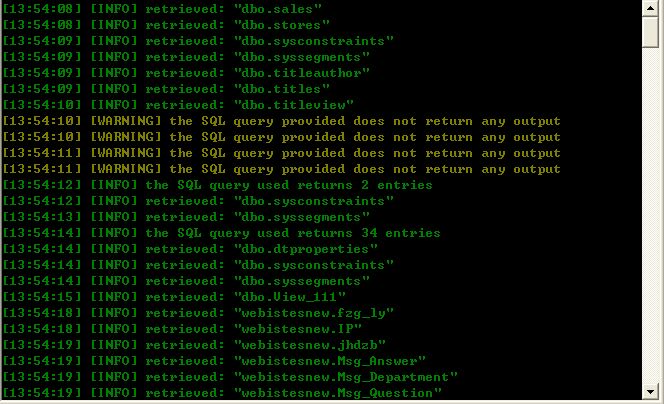 [13:54:08] [INFO] retrieved: "dbo.sales"
[13:54:08] [INFO] retrieved: "dbo.stores"
[13:54:09] [INFO] retrieved: "dbo.sysconstraints"
[13:54:09] [INFO] retrieved: "dbo.syssegments"
[13:54:09] [INFO] retrieved: "dbo.titleauthor"
[13:54:09] [INFO] retrieved: "dbo.titles"
[13:54:10] [INFO] retrieved: "dbo.titleview"
[13:54:10] [WARNING] the SQL query provided does not return any output
[13:54:10] [WARNING] the SQL query provided does not return any output
[13:54:11] [WARNING] the SQL query provided does not return any output
[13:54:11] [WARNING] the SQL query provided does not return any output
[13:54:12] [INFO] the SQL query used returns 2 entries
[13:54:12] [INFO] retrieved: "dbo.sysconstraints"
[13:54:13] [INFO] retrieved: "dbo.syssegments"
[13:54:14] [INFO] the SQL query used returns 34 entries
[13:54:14] [INFO] retrieved: "dbo.dtproperties"
[13:54:14] [INFO] retrieved: "dbo.sysconstraints"
[13:54:14] [INFO] retrieved: "dbo.syssegments"
[13:54:15] [INFO] retrieved: "dbo.View_111"
[13:54:18] [INFO] retrieved: "webistesnew.fzg_ly"
[13:54:18] [INFO] retrieved: "webistesnew.IP"
[13:54:19] [INFO] retrieved: "webistesnew.jhdzb"
[13:54:19] [INFO] retrieved: "webistesnew.Msg_Answer"
[13:54:19] [INFO] retrieved: "webistesnew.Msg_Department"
[13:54:19] [INFO] retrieved: "webistesnew.Msg_Question"